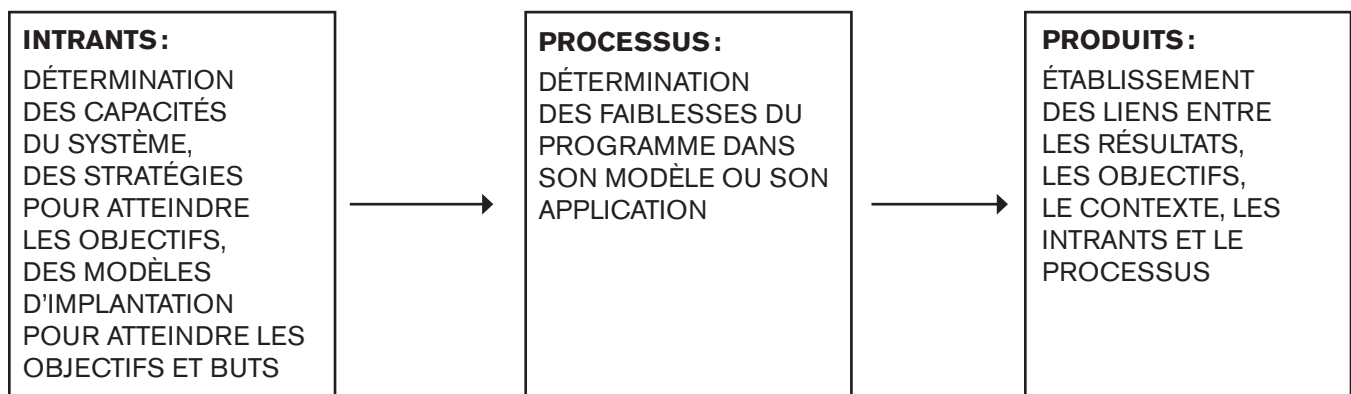 INTRANTS :
DÉTERMINATION
DES CAPACITÉS
DU SYSTÈME,
DES STRATÉGIES
POUR ATTEINDRE
LES OBJECTIFS,
DES MODÈLES
D'IMPLANTATION
POUR ATTEINDRE LES
OBJECTIFS ET BUTS
PROCESSUS :
DÉTERMINATION
DES FAIBLESSES DU
PROGRAMME DANS
SON MODÈLE OU SON
APPLICATION
PRODUITS :
ÉTABLISSEMENT
DES LIENS ENTRE
LES RÉSULTATS,
LES OBJECTIFS,
LE CONTEXTE, LES
INTRANTS ET LE
PROCESSUS